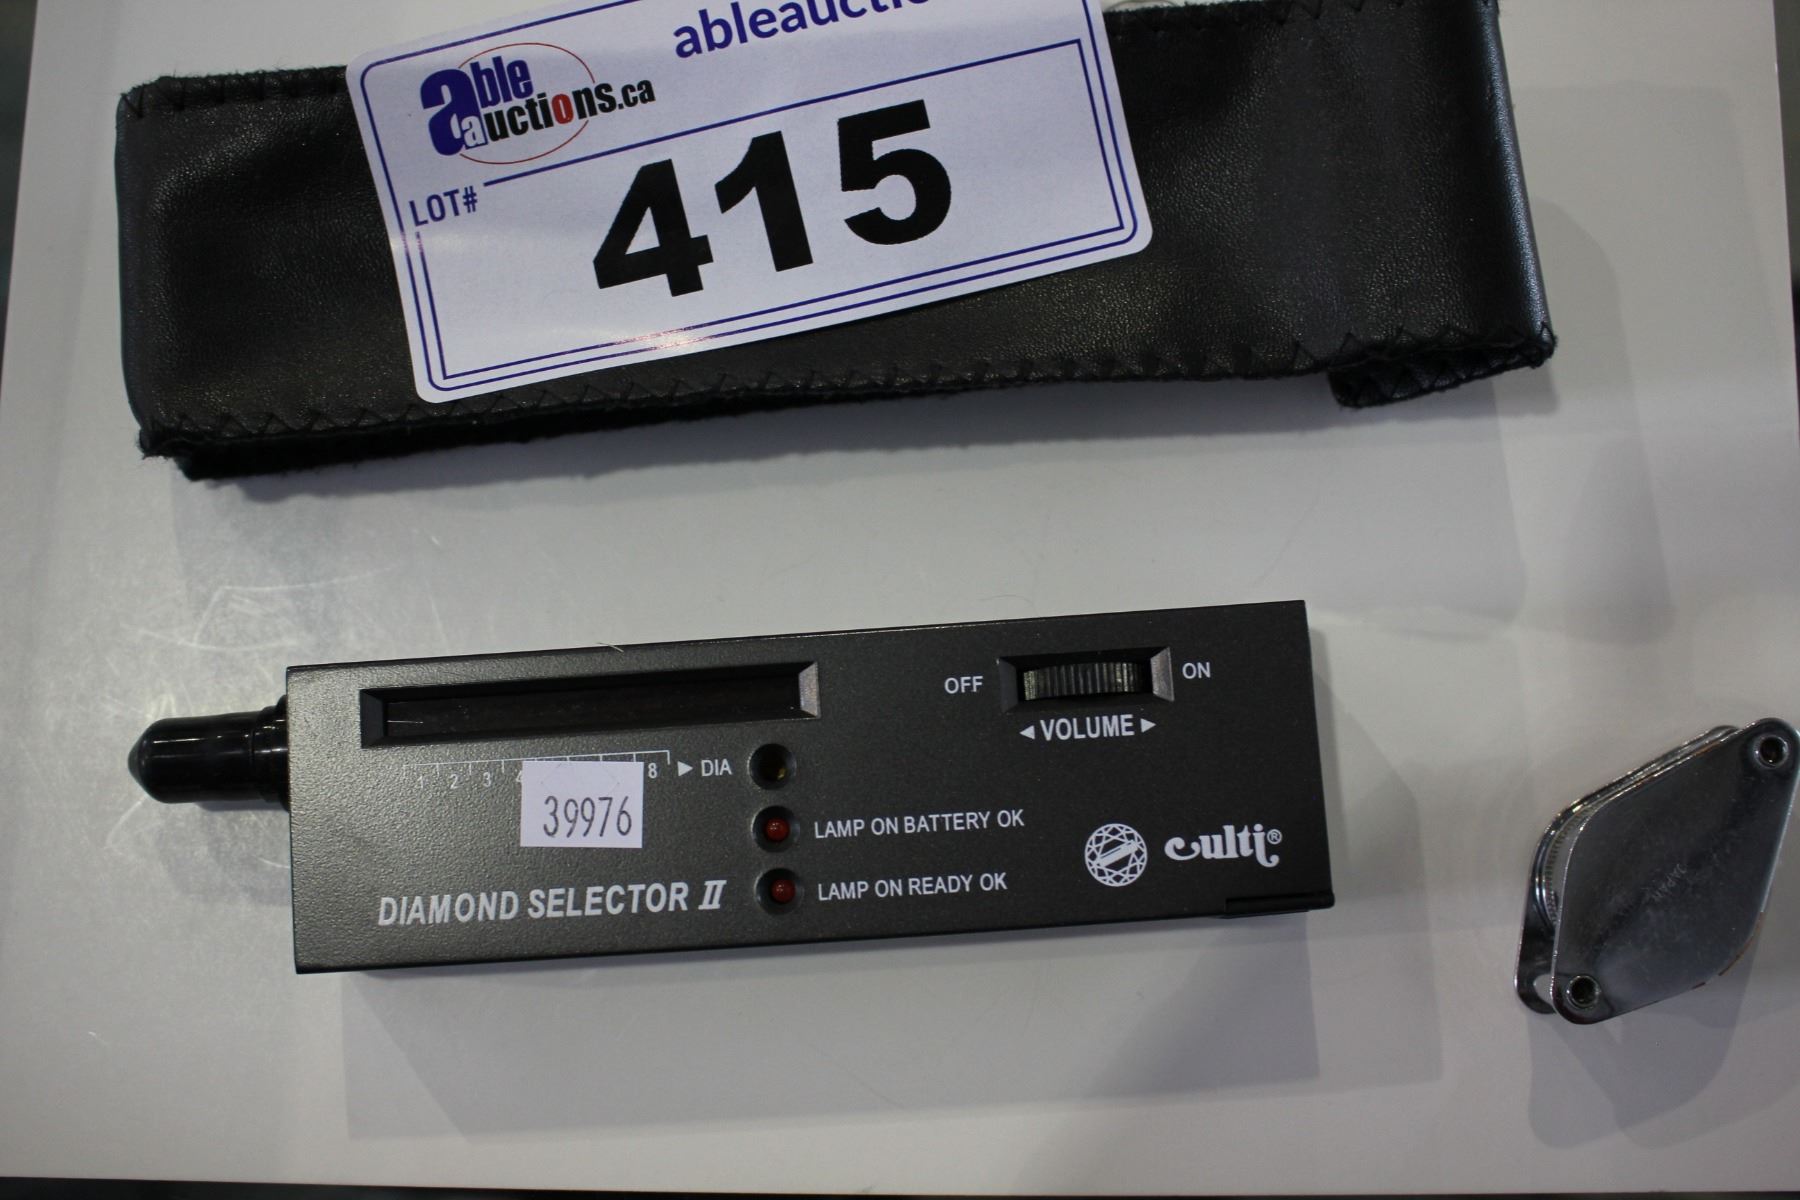 ableauctio
able
auctions.ca
LOT#
415
OFF
ON
◄ VOLUME ►
1 2 3 4 8 ► DIA
39976
LAMP ON BATTERY OK
LAMP ON READY OK
culti®
DIAMOND SELECTOR II
JAPAN